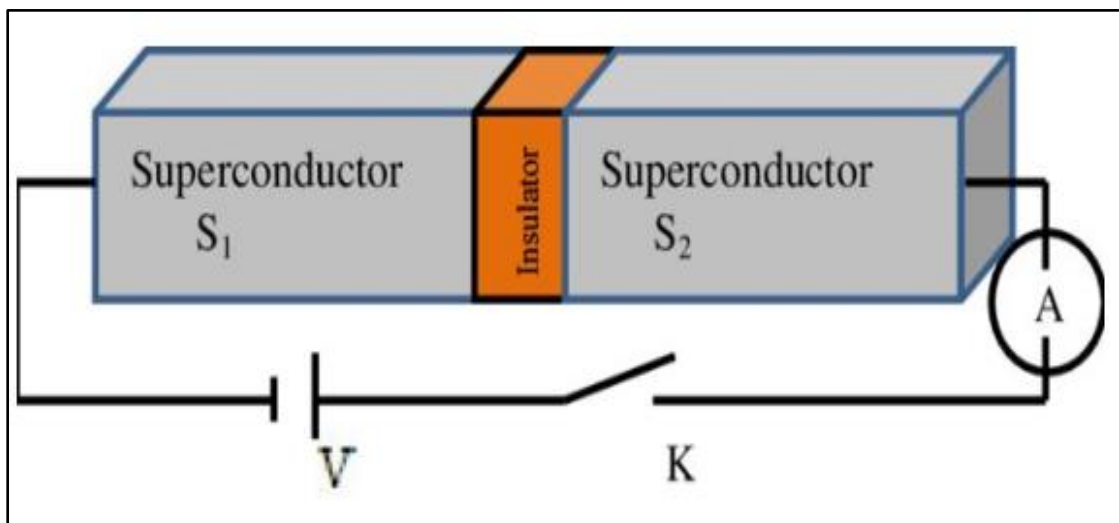 Superconductor
S₁
Insulator
Superconductor
S₂
A
V
K